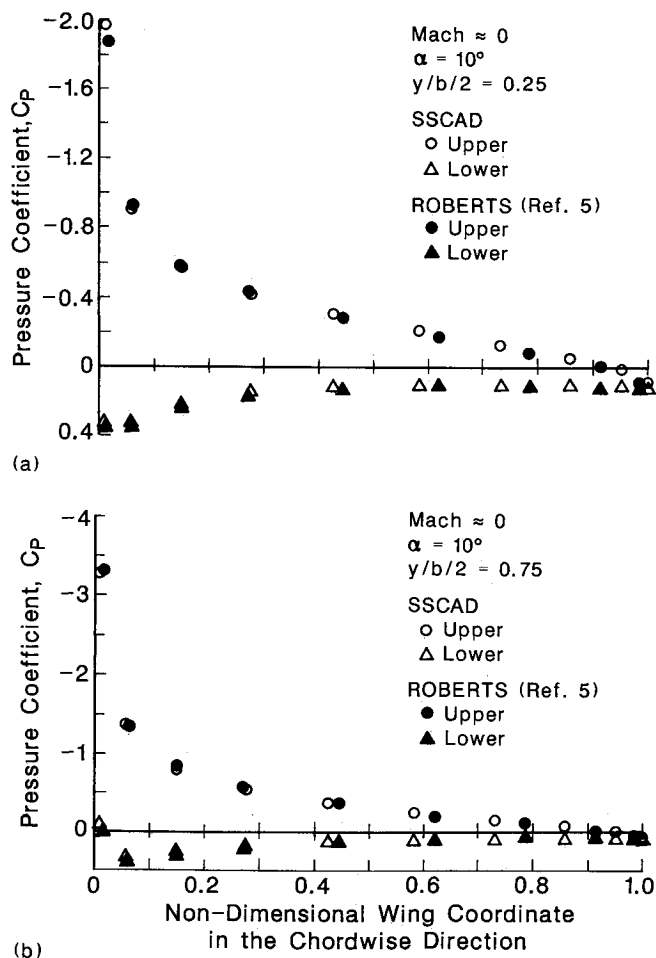 -2.0
-1.6
-1.2
-0.8
-0.4
0
0.4
Pressure Coefficient, CP
Mach ≈ 0
α = 10°
y/b/2 = 0.25
SSCAD
○ Upper
△ Lower
ROBERTS (Ref. 5)
● Upper
▲ Lower
(a)
-4
-3
-2
-1
0
Pressure Coefficient, CP
Mach ≈ 0
α = 10°
y/b/2 = 0.75
SSCAD
○ Upper
△ Lower
ROBERTS (Ref. 5)
● Upper
▲ Lower
0 0.2 0.4 0.6 0.8 1.0
Non-Dimensional Wing Coordinate
in the Chordwise Direction
(b)